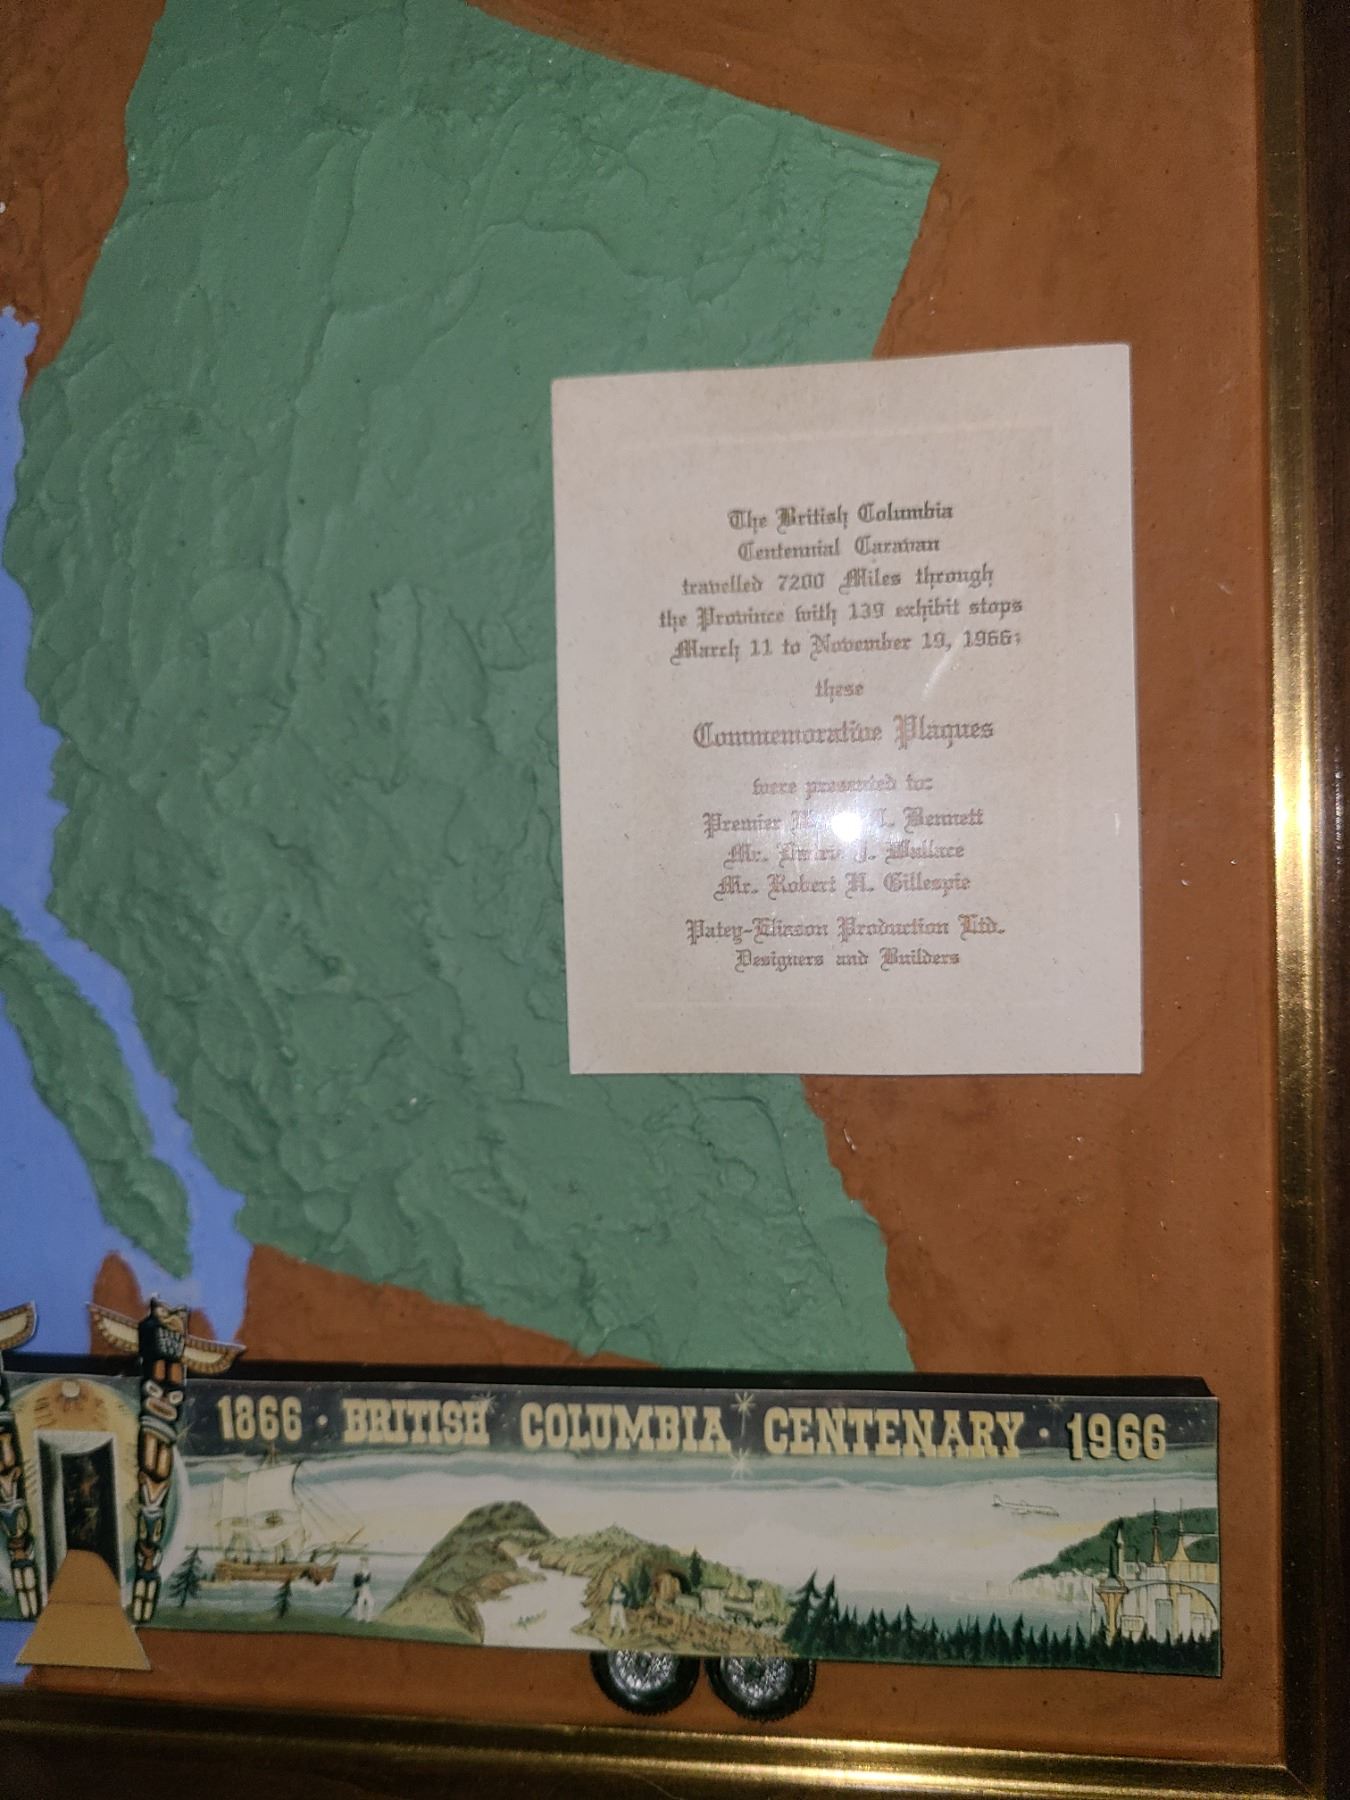 The British Columbia
Centennial Caravan
travelled 7200 Miles through
the Province with 139 exhibit stops
March 11 to November 19, 1966;
these
Commemorative Plaques
were presented to:
Premier Bennett
Mr. J. Wallace
Mr. Robert H. Gillespie
Patey-Eliason Production Ltd.
Designers and Builders
1866 · BRITISH COLUMBIA CENTENARY · 1966